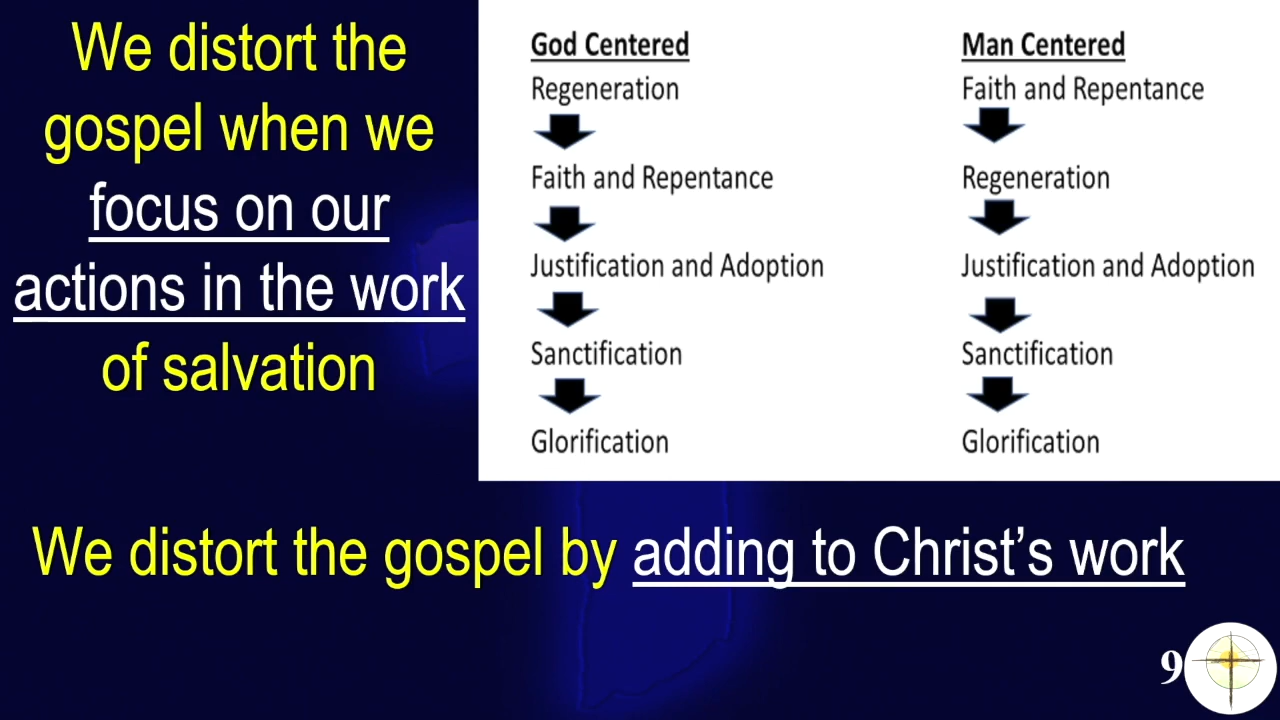 We distort the
gospel when we
focus on our
actions in the work
of salvation
God Centered
Regeneration
Faith and Repentance
Justification and Adoption
Sanctification
Glorification
Man Centered
Faith and Repentance
Regeneration
Justification and Adoption
Sanctification
Glorification
We distort the gospel by adding to Christ’s work
9